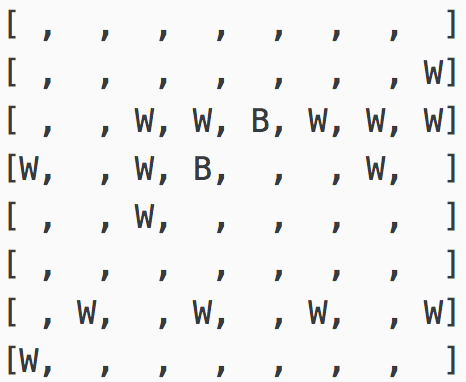 [ ,  ,  ,  ,  ,  ,  ,  ]
[ ,  ,  ,  ,  ,  ,  , W]
[ ,  , W, W, B, W, W, W]
[W,  , W, B,  ,  , W,  ]
[ ,  , W,  ,  ,  ,  ,  ]
[ ,  ,  ,  ,  ,  ,  ,  ]
[ , W,  , W,  , W,  , W]
[W,  ,  ,  ,  ,  ,  ,  ]